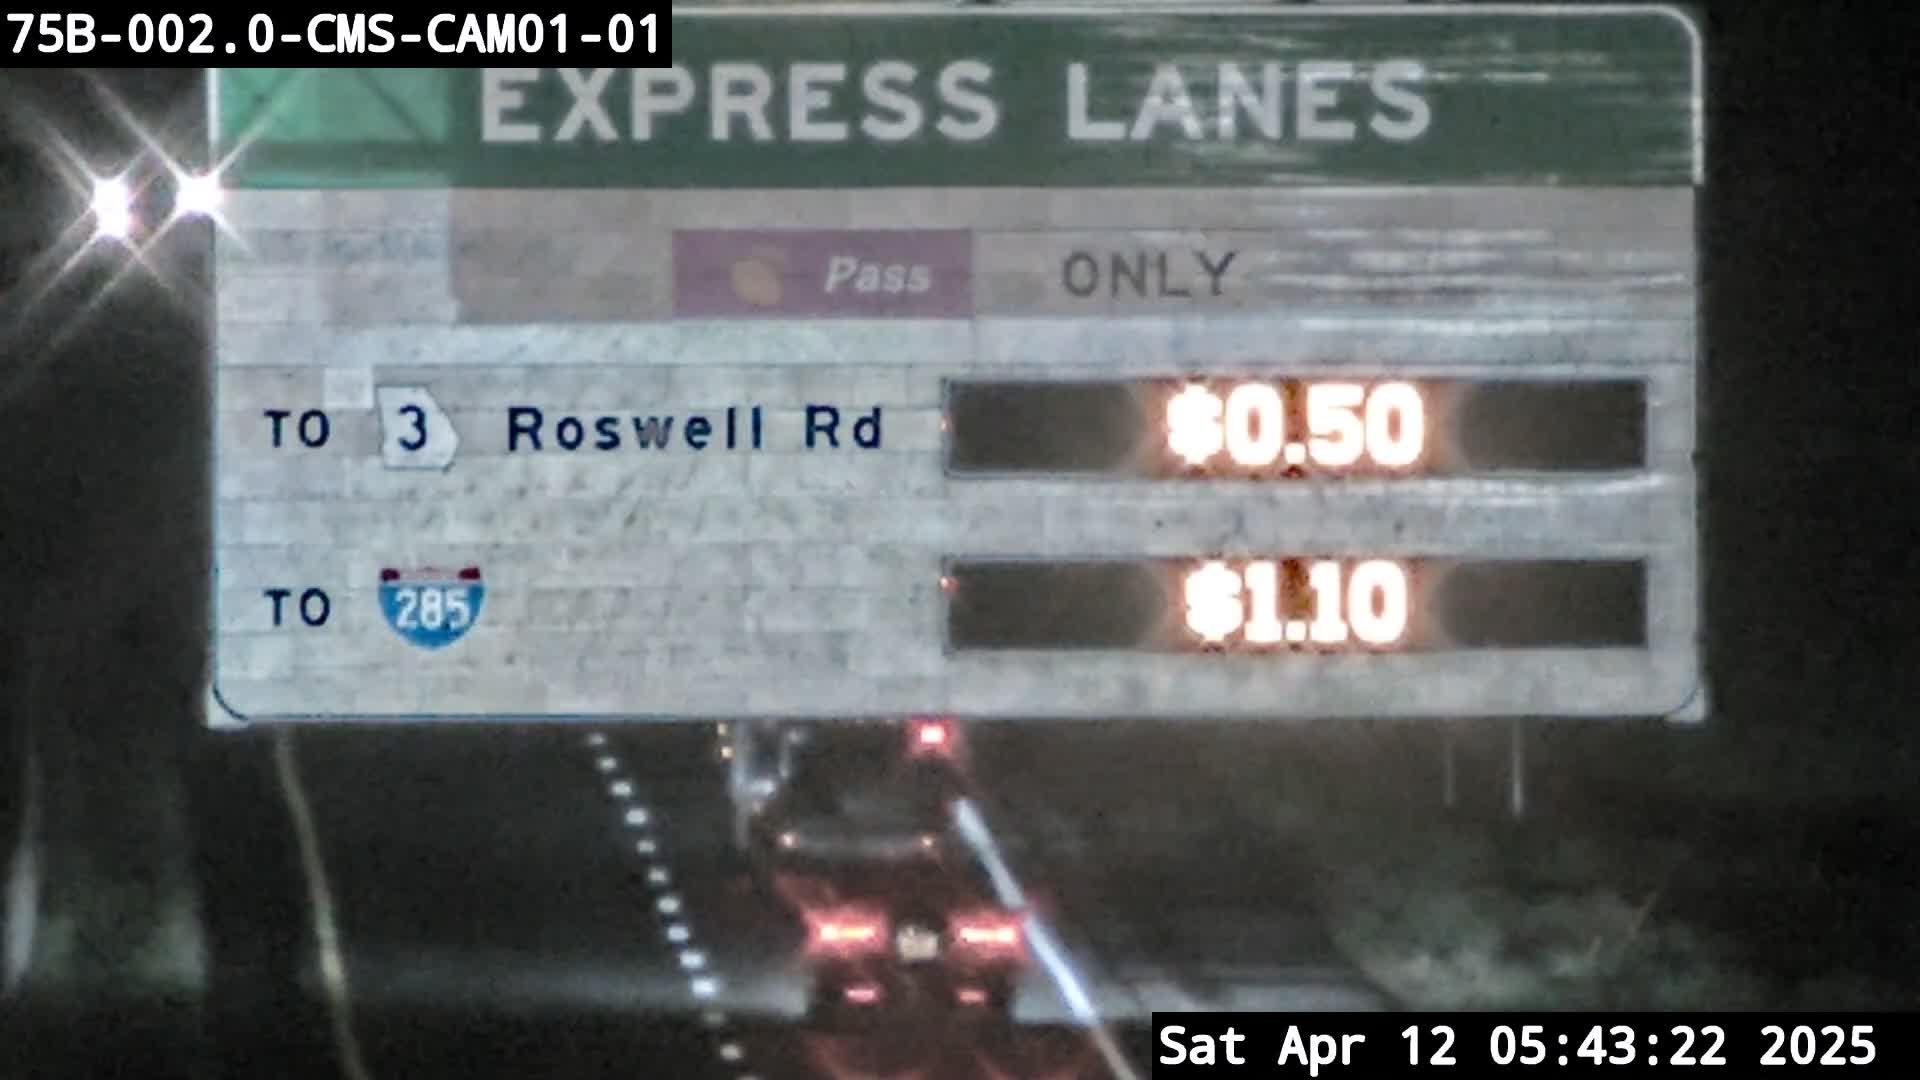 75B-002.0-CMS-CAM01-01
EXPRESS LANES
Pass ONLY
TO 3 Roswell Rd $0.50
TO 285 $1.10
Sat Apr 12 05:43:22 2025